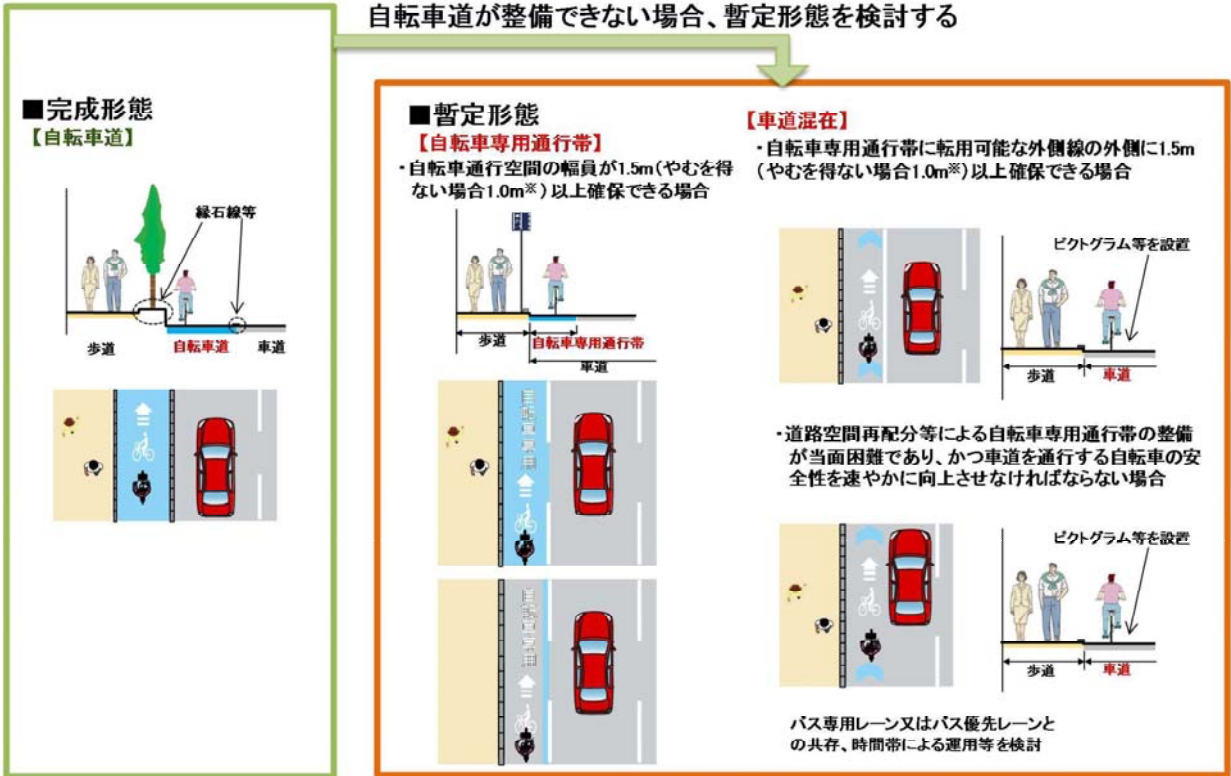 自転車道が整備できない場合、暫定形態を検討する
■完成形態
【自転車道】
縁石線等
歩道
自転車道
車道
■暫定形態
【自転車専用通行帯】
・自転車通行空間の幅員が1.5m(やむを得
ない場合1.0m※)以上確保できる場合
歩道
自転車専用通行帯
車道
自転車専用
自転車専用
【車道混在】
・自転車専用通行帯に転用可能な外側線の外側に1.5m
(やむを得ない場合1.0m※)以上確保できる場合
ピクトグラム等を設置
歩道
車道
・道路空間再配分等による自転車専用通行帯の整備
が当面困難であり、かつ車道を通行する自転車の安
全性を速やかに向上させなければならない場合
ピクトグラム等を設置
歩道
車道
バス専用レーン又はバス優先レーンと
の共存、時間帯による運用等を検討